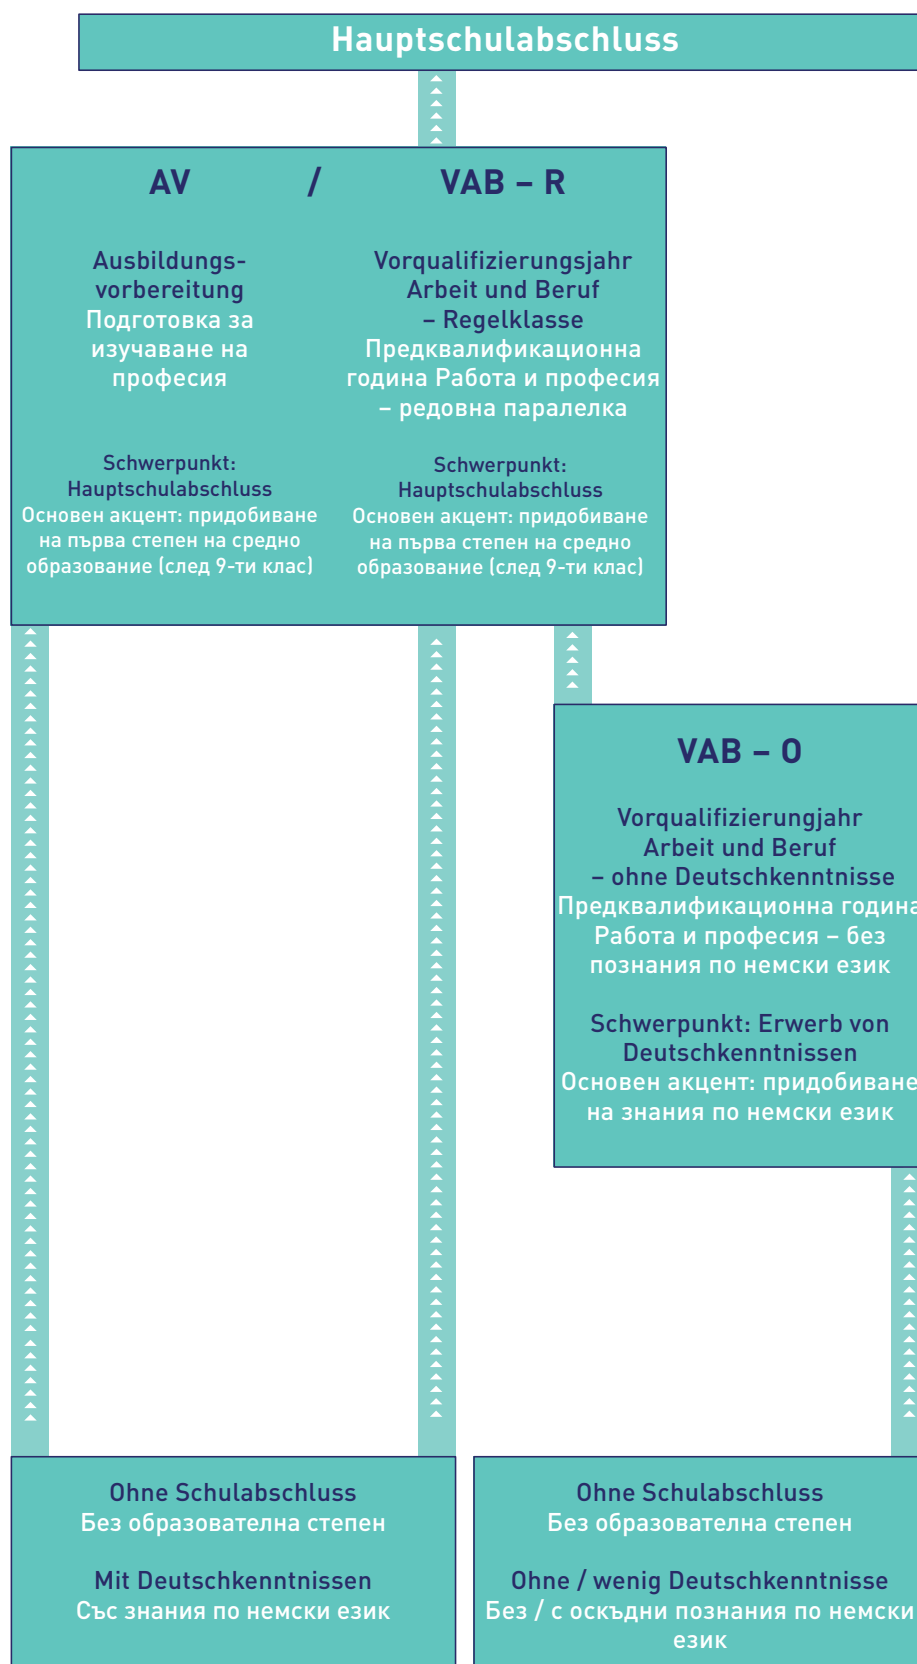 Hauptschulabschluss
AV / VAB – R
Ausbildungs-
vorbereitung
Подготовка за
изучаване на
професия
Schwerpunkt:
Hauptschulabschluss
Основен акцент: придобиване
на първа степен на средно
образование (след 9-ти клас)
Vorqualifizierungsjahr
Arbeit und Beruf
– Regelklasse
Предквалификационна
година Работа и професия
– редовна паралелка
Schwerpunkt:
Hauptschulabschluss
Основен акцент: придобиване
на първа степен на средно
образование (след 9-ти клас)
VAB – O
Vorqualifizierungjahr
Arbeit und Beruf
– ohne Deutschkenntnisse
Предквалификационна година
Работа и професия – без
познания по немски език
Schwerpunkt: Erwerb von
Deutschkenntnissen
Основен акцент: придобиване
на знания по немски език
Ohne Schulabschluss
Без образователна степен
Mit Deutschkenntnissen
Със знания по немски език
Ohne Schulabschluss
Без образователна степен
Ohne / wenig Deutschkenntnisse
Без / с оскъдни познания по немски
език